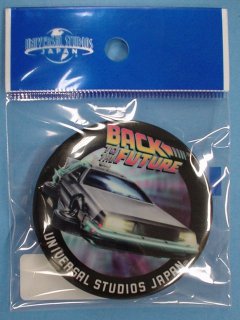 UNIVERSAL STUDIOS
JAPAN
BACK
TO THE
FUTURE
UNIVERSAL STUDIOS JAPAN